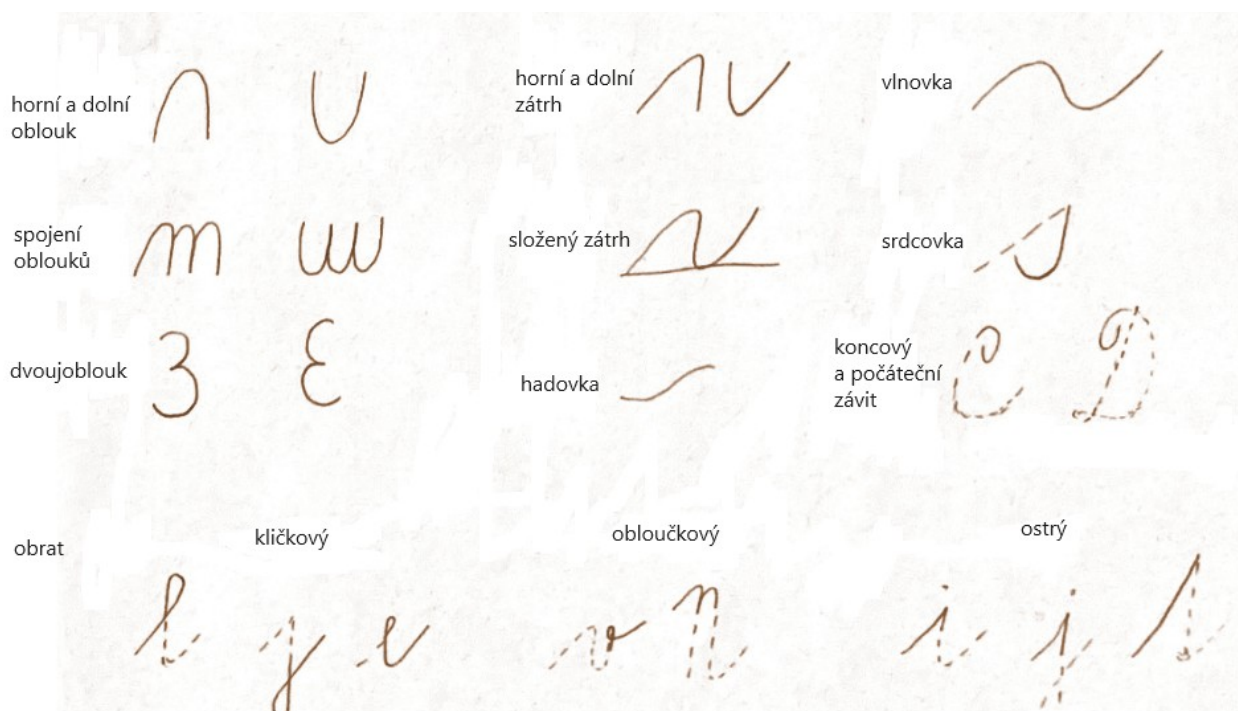 horní a dolní
oblouk
horní a dolní
zátrh
vlnovka
spojení
oblouků
složený zátrh
srdcovka
dvoujoblouk
hadovka
koncový
a počáteční
závit
obrat
kličkový
obloučkový
ostrý